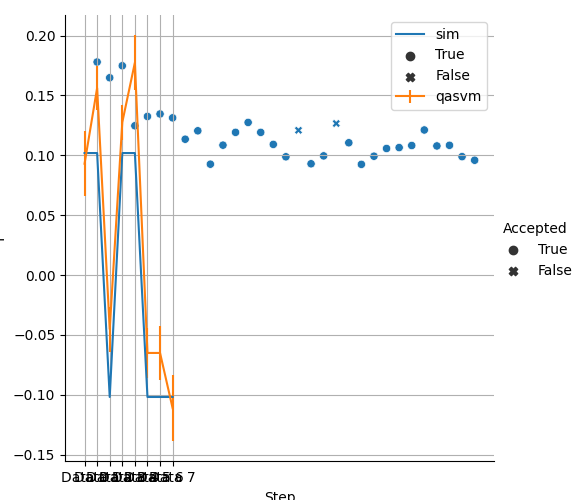 0.20
0.15
0.10
0.05
0.00
−0.05
−0.10
−0.15
sim
True
False
qasvm
Accepted
True
False
7
Step